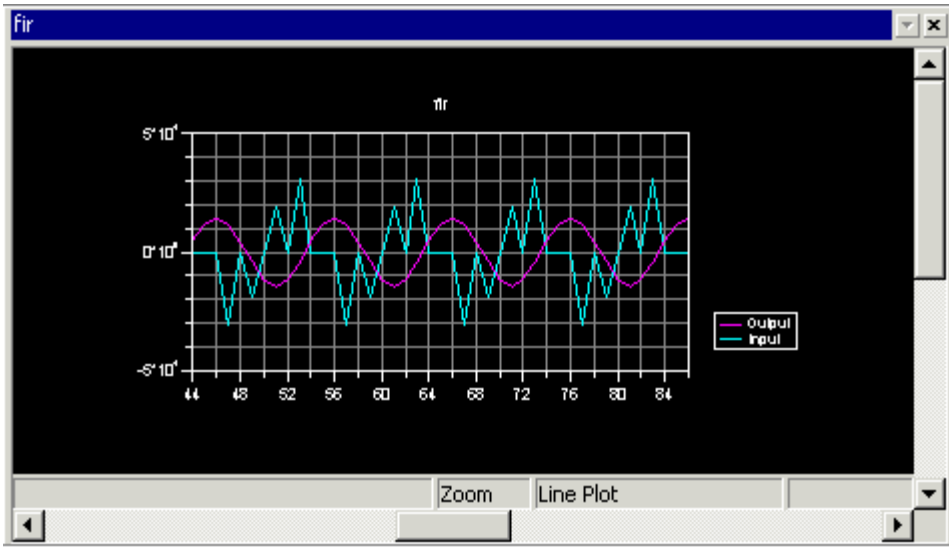 fir
fir
5*10⁴
0*10⁰
-5*10⁴
44 48 52 56 60 64 68 72 76 80 84
Output
Input
Zoom Line Plot